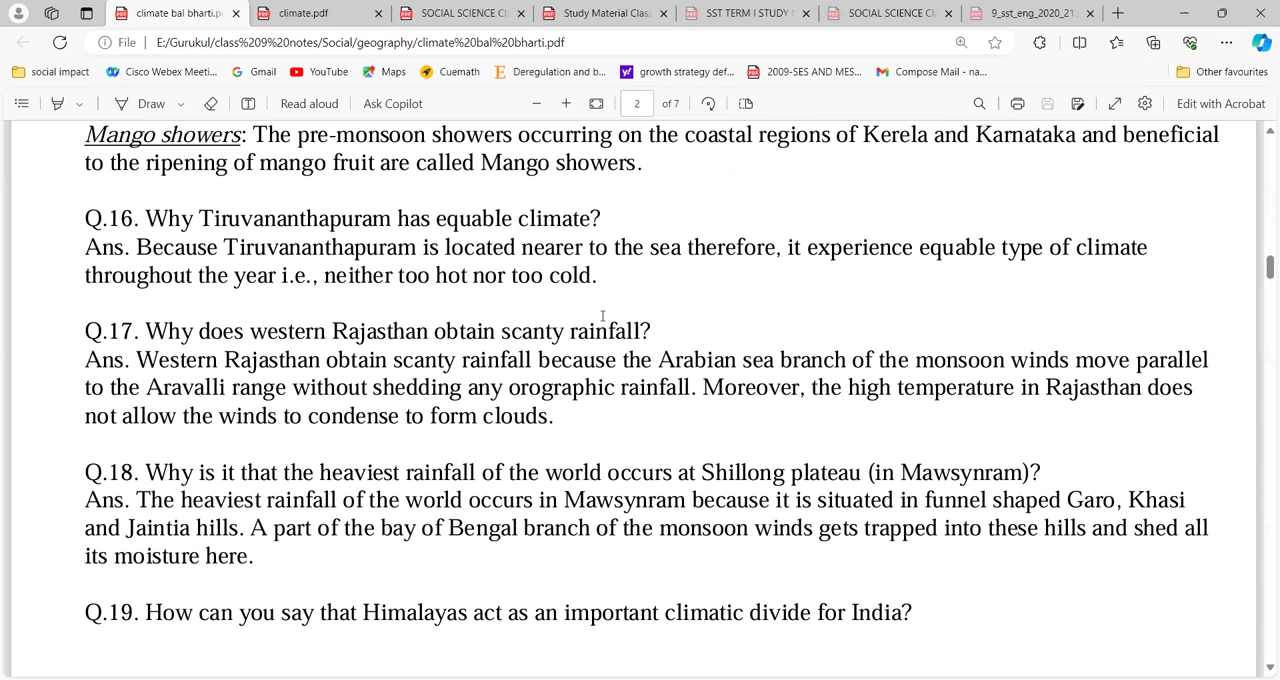 climate bal bharti.p
climate.pdf
SOCIAL SCIENCE Cl
Study Material Clas
SST TERM I STUDY
SOCIAL SCIENCE Cl
9_sst_eng_2020_21
File
E:/Gurukul/class%209%20notes/Social/geography/climate%20bal%20bharti.pdf
social impact
Cisco Webex Meeti...
Gmail
YouTube
Maps
Cuemath
Deregulation and b...
growth strategy def...
2009-SES AND MES...
Compose Mail - na...
Other favourites
Draw
Read aloud
Ask Copilot
2
of 7
Edit with Acrobat
Mango showers: The pre-monsoon showers occurring on the coastal regions of Kerela and Karnataka and beneficial
to the ripening of mango fruit are called Mango showers.
Q.16. Why Tiruvananthapuram has equable climate?
Ans. Because Tiruvananthapuram is located nearer to the sea therefore, it experience equable type of climate
throughout the year i.e., neither too hot nor too cold.
Q.17. Why does western Rajasthan obtain scanty rainfall?
Ans. Western Rajasthan obtain scanty rainfall because the Arabian sea branch of the monsoon winds move parallel
to the Aravalli range without shedding any orographic rainfall. Moreover, the high temperature in Rajasthan does
not allow the winds to condense to form clouds.
Q.18. Why is it that the heaviest rainfall of the world occurs at Shillong plateau (in Mawsynram)?
Ans. The heaviest rainfall of the world occurs in Mawsynram because it is situated in funnel shaped Garo, Khasi
and Jaintia hills. A part of the bay of Bengal branch of the monsoon winds gets trapped into these hills and shed all
its moisture here.
Q.19. How can you say that Himalayas act as an important climatic divide for India?